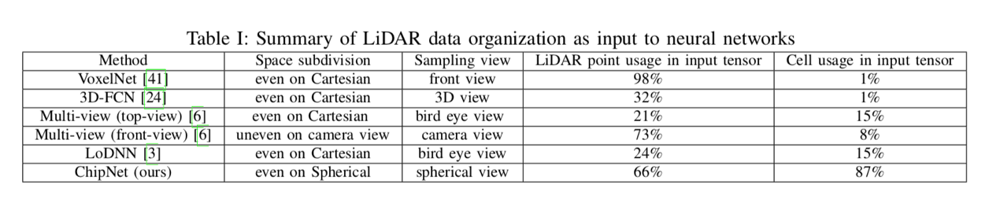 Table I: Summary of LiDAR data organization as input to neural networks
Method Space subdivision Sampling view LiDAR point usage in input tensor Cell usage in input tensor
VoxelNet [41] even on Cartesian front view 98% 1%
3D-FCN [24] even on Cartesian 3D view 32% 1%
Multi-view (top-view) [6] even on Cartesian bird eye view 21% 15%
Multi-view (front-view) [6] uneven on camera view camera view 73% 8%
LoDNN [3] even on Cartesian bird eye view 24% 15%
ChipNet (ours) even on Spherical spherical view 66% 87%